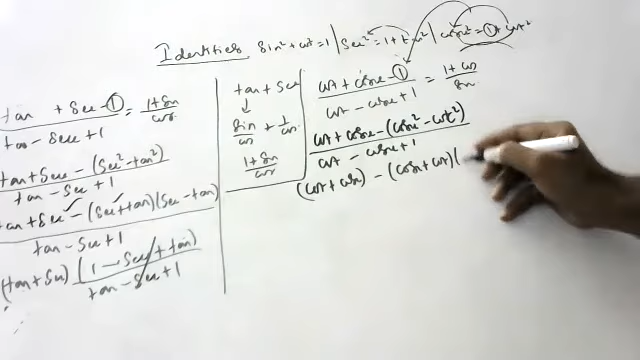 Identities sin² + cos² = 1 | sec² = 1 + tan² | cosec² = 1 + cot²
tan + sec - 1 / tan - sec + 1 = 1 + sin / cos
tan + sec - (sec² - tan²) / tan - sec + 1
tan + sec - (sec + tan)(sec - tan) / tan - sec + 1
(tan + sec) (1 - sec + tan) / tan - sec + 1
tan + sec
↓
sin / cos + 1 / cos
1 + sin / cos
cot + cosec - 1 / cot - cosec + 1 = 1 + cos / sin
cot + cosec - (cosec² - cot²) / cot - cosec + 1
(cot + cosec) - (cosec + cot)(